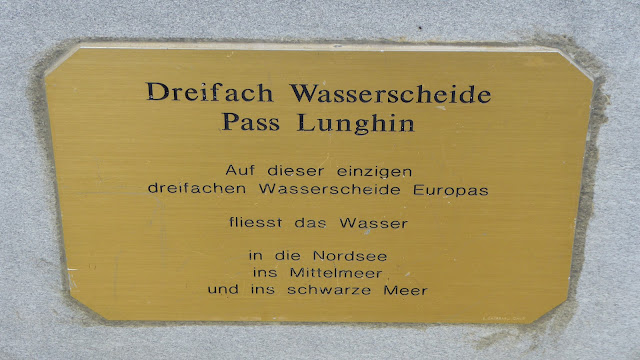 Dreifach Wasserscheide
Pass Lunghin
Auf dieser einzigen
dreifachen Wasserscheide Europas
fliesst das Wasser
in die Nordsee
ins Mittelmeer
und ins schwarze Meer